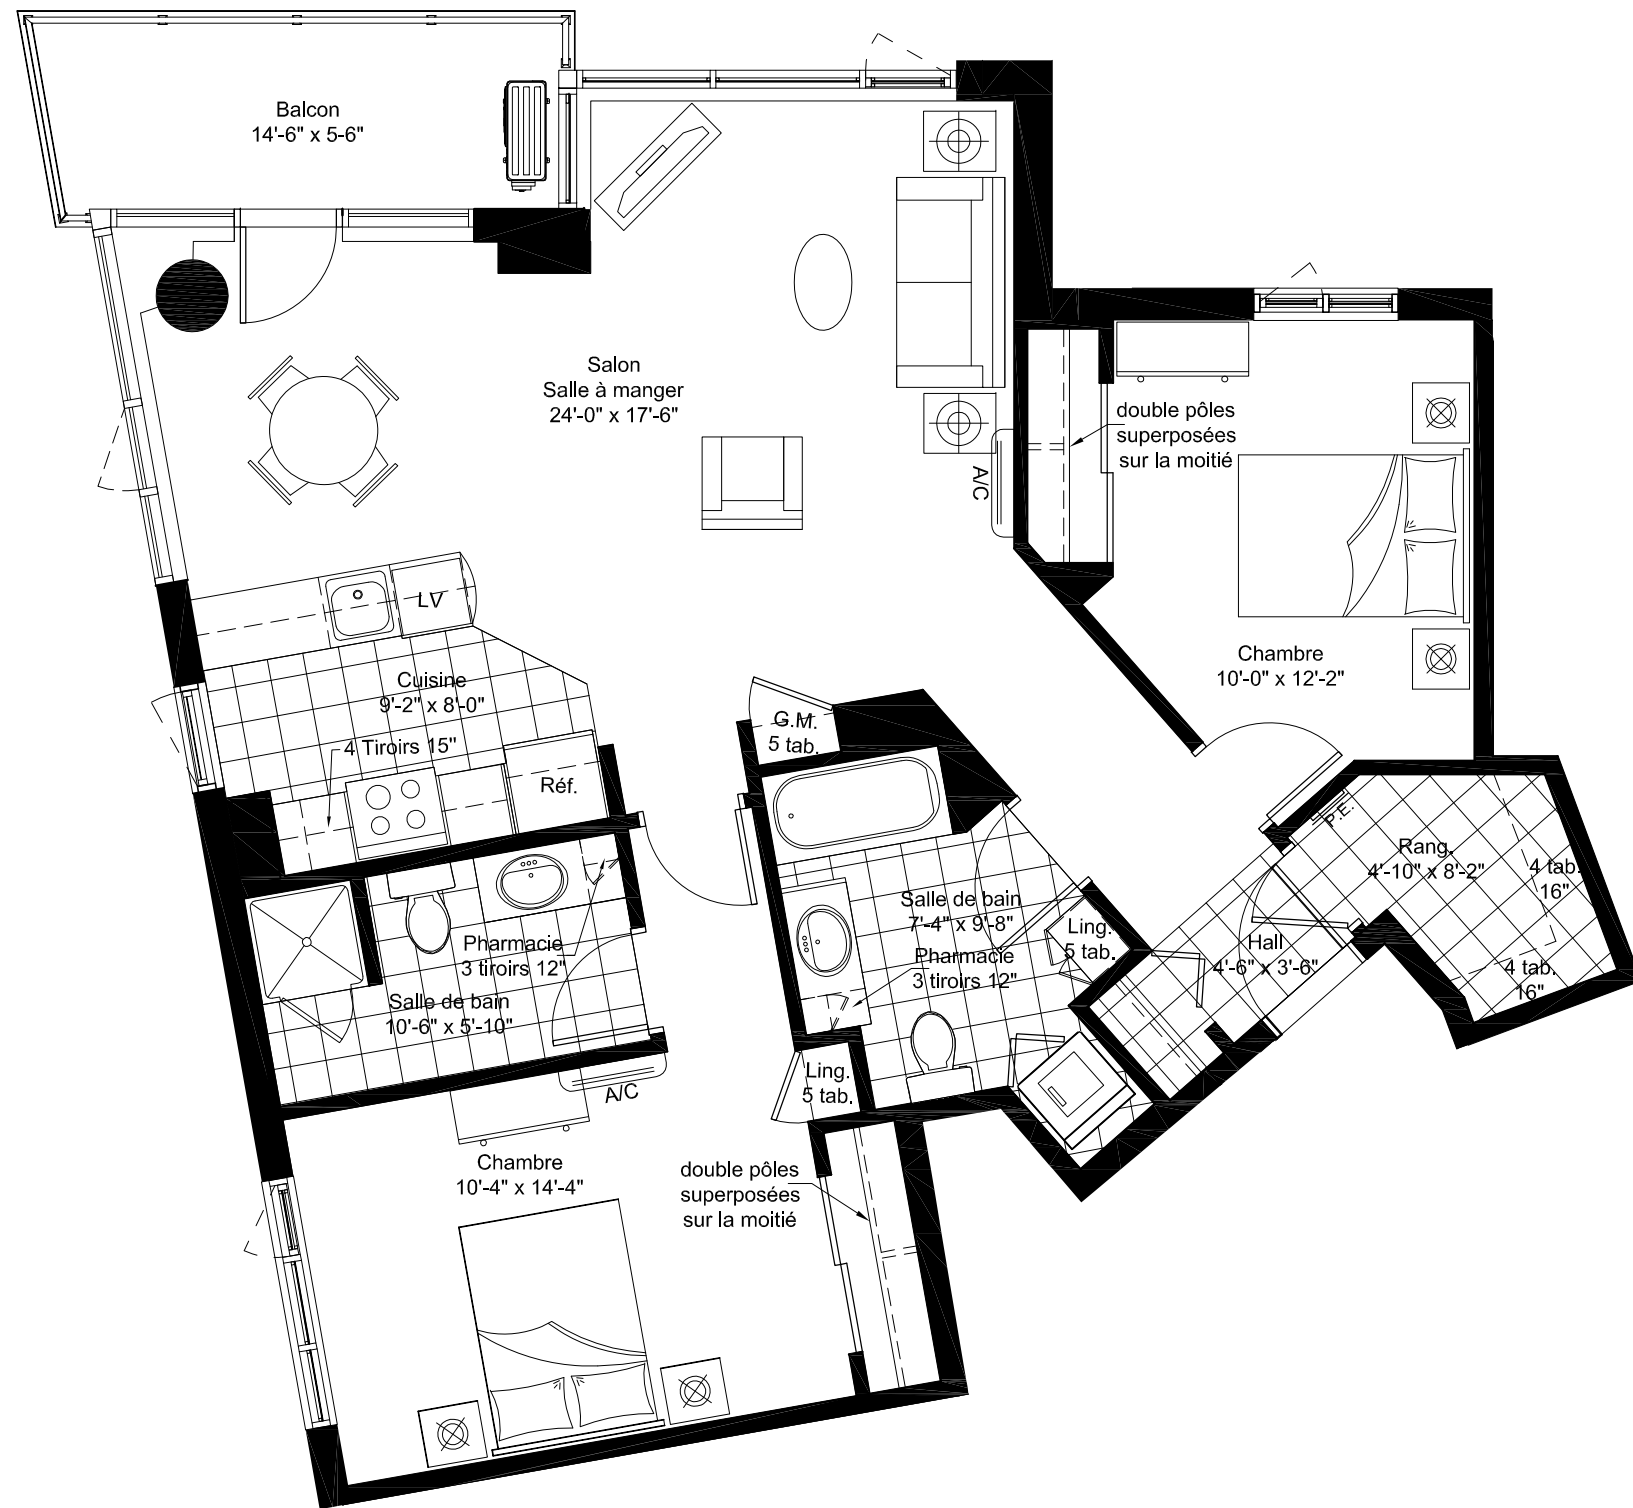 Balcon
14'-6" x 5-6"
Salon
Salle à manger
24'-0" x 17'-6"
double pôles
superposées
sur la moitié
A/C
LV
Chambre
10'-0" x 12'-2"
Cuisine
9'-2" x 8'-0"
G.M.
5 tab.
4 Tiroirs 15"
Réf.
P.E.
Rang.
4'-10" x 8'-2"
4 tab.
16"
Salle de bain
7'-4" x 9'-8"
Ling.
5 tab.
Pharmacie
3 tiroirs 12"
Hall
4'-6" x 3'-6"
Pharmacie
3 tiroirs 12"
4 tab.
16"
Salle de bain
10'-6" x 5'-10"
Ling.
5 tab.
A/C
Chambre
10'-4" x 14'-4"
double pôles
superposées
sur la moitié